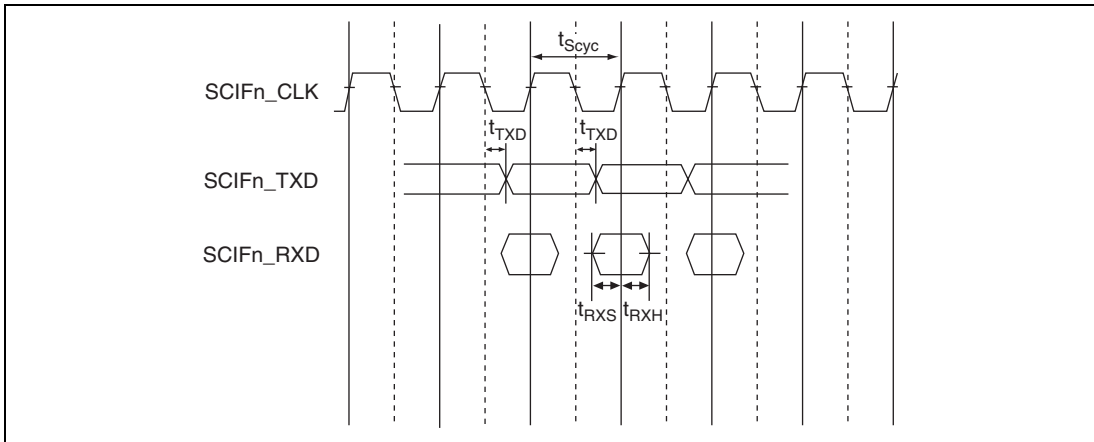 tScyc
SCIFn_CLK
tTXD tTXD
SCIFn_TXD
SCIFn_RXD
tRXS tRXH